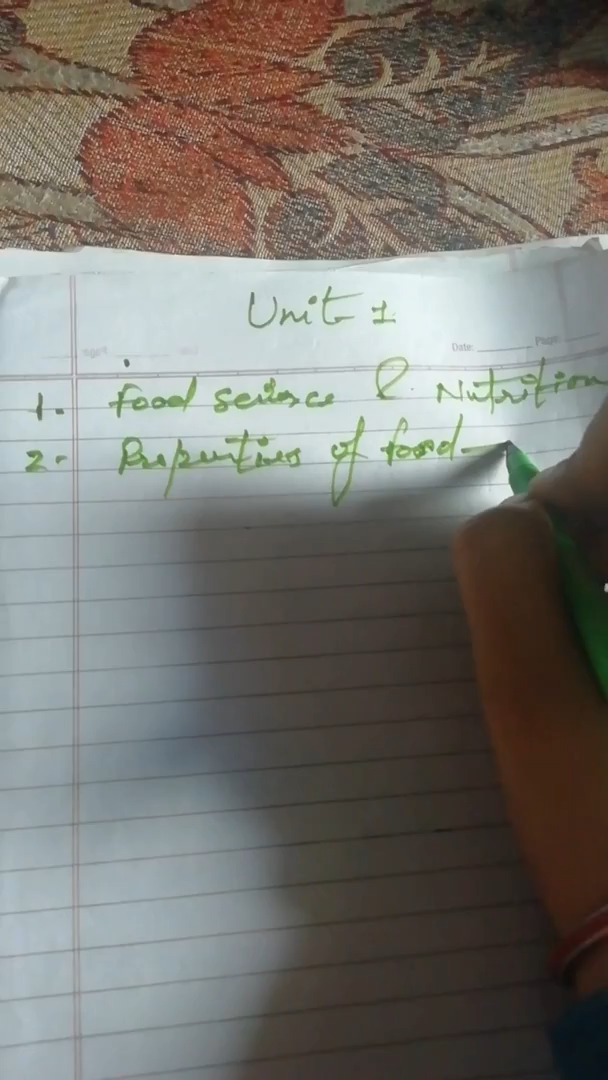 Unit 1
Date: Page:
1. food science & Nutrition
2. Properties of food -